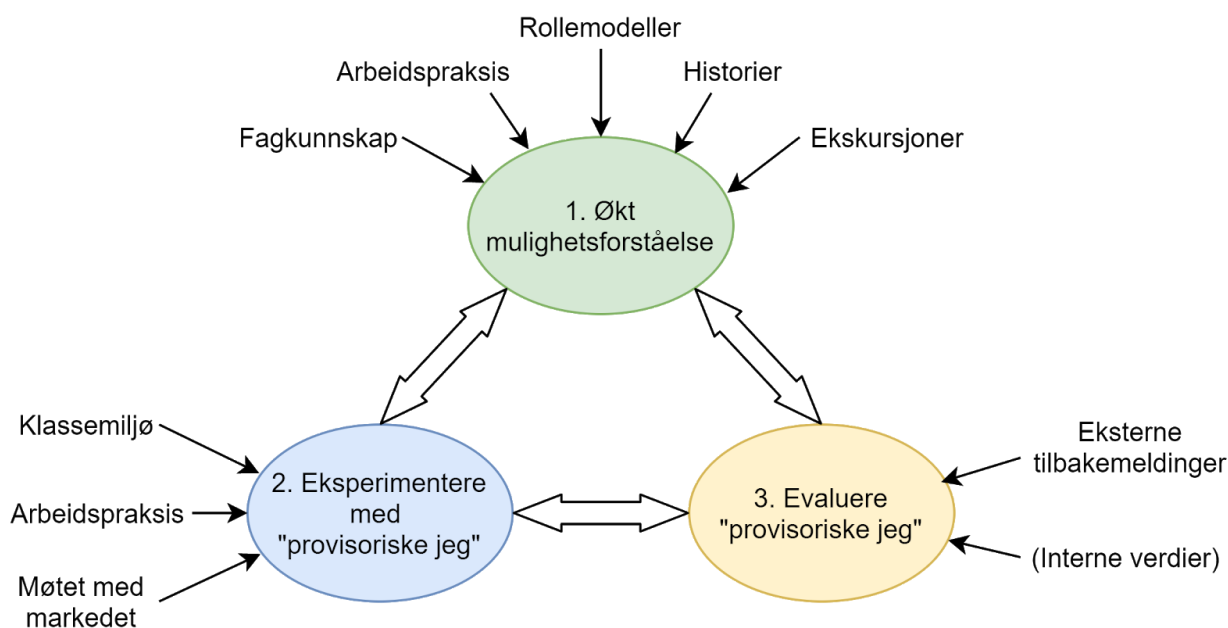 Rollemodeller
Arbeidspraksis
Historier
Fagkunnskap
Ekskursjoner
1. Økt
mulighetsforståelse
Klassemiljø
Arbeidspraksis
Møtet med
markedet
2. Eksperimentere
med
"provisoriske jeg"
3. Evaluere
"provisoriske jeg"
Eksterne
tilbakemeldinger
(Interne verdier)